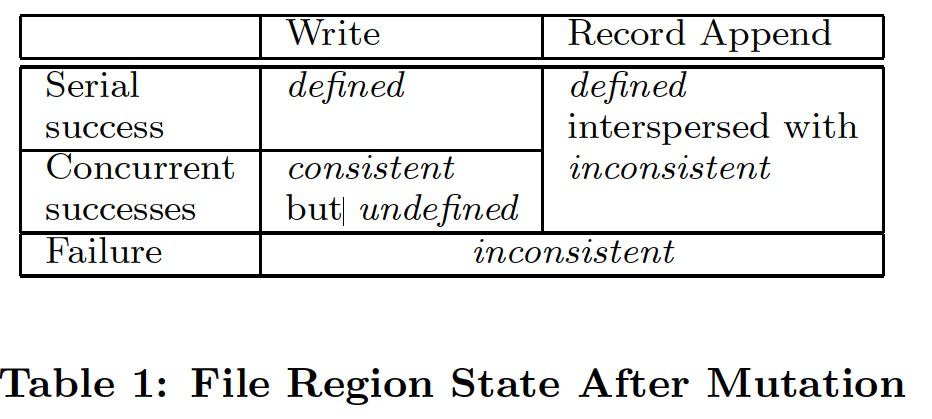 Write Record Append
Serial defined defined
success interspersed with
Concurrent consistent inconsistent
successes but undefined
Failure inconsistent
Table 1: File Region State After Mutation